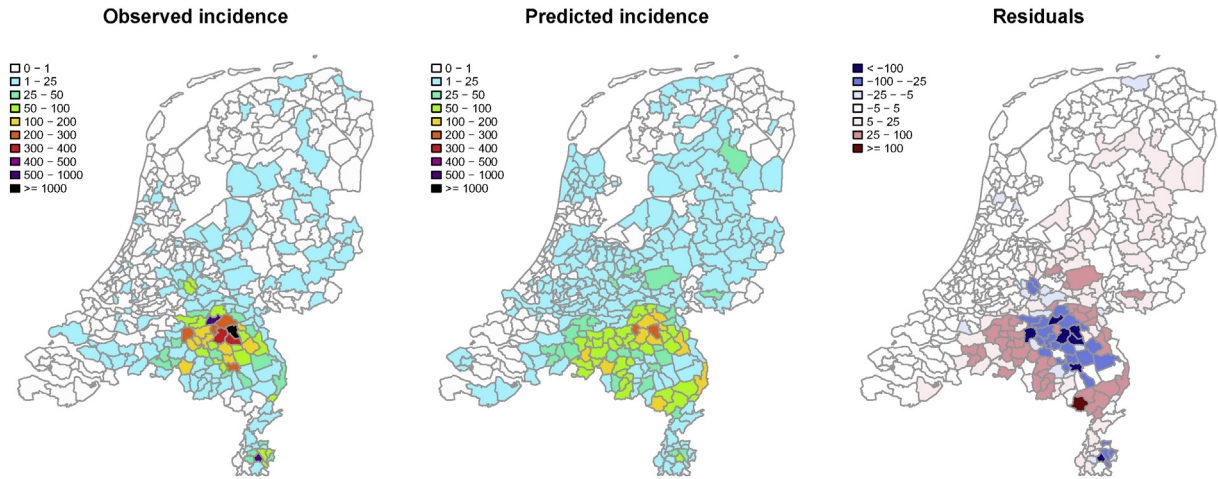 Observed incidence
0 – 1
1 – 25
25 – 50
50 – 100
100 – 200
200 – 300
300 – 400
400 – 500
500 – 1000
>= 1000
Predicted incidence
0 – 1
1 – 25
25 – 50
50 – 100
100 – 200
200 – 300
300 – 400
400 – 500
500 – 1000
>= 1000
Residuals
< –100
–100 – –25
–25 – –5
–5 – 5
5 – 25
25 – 100
>= 100